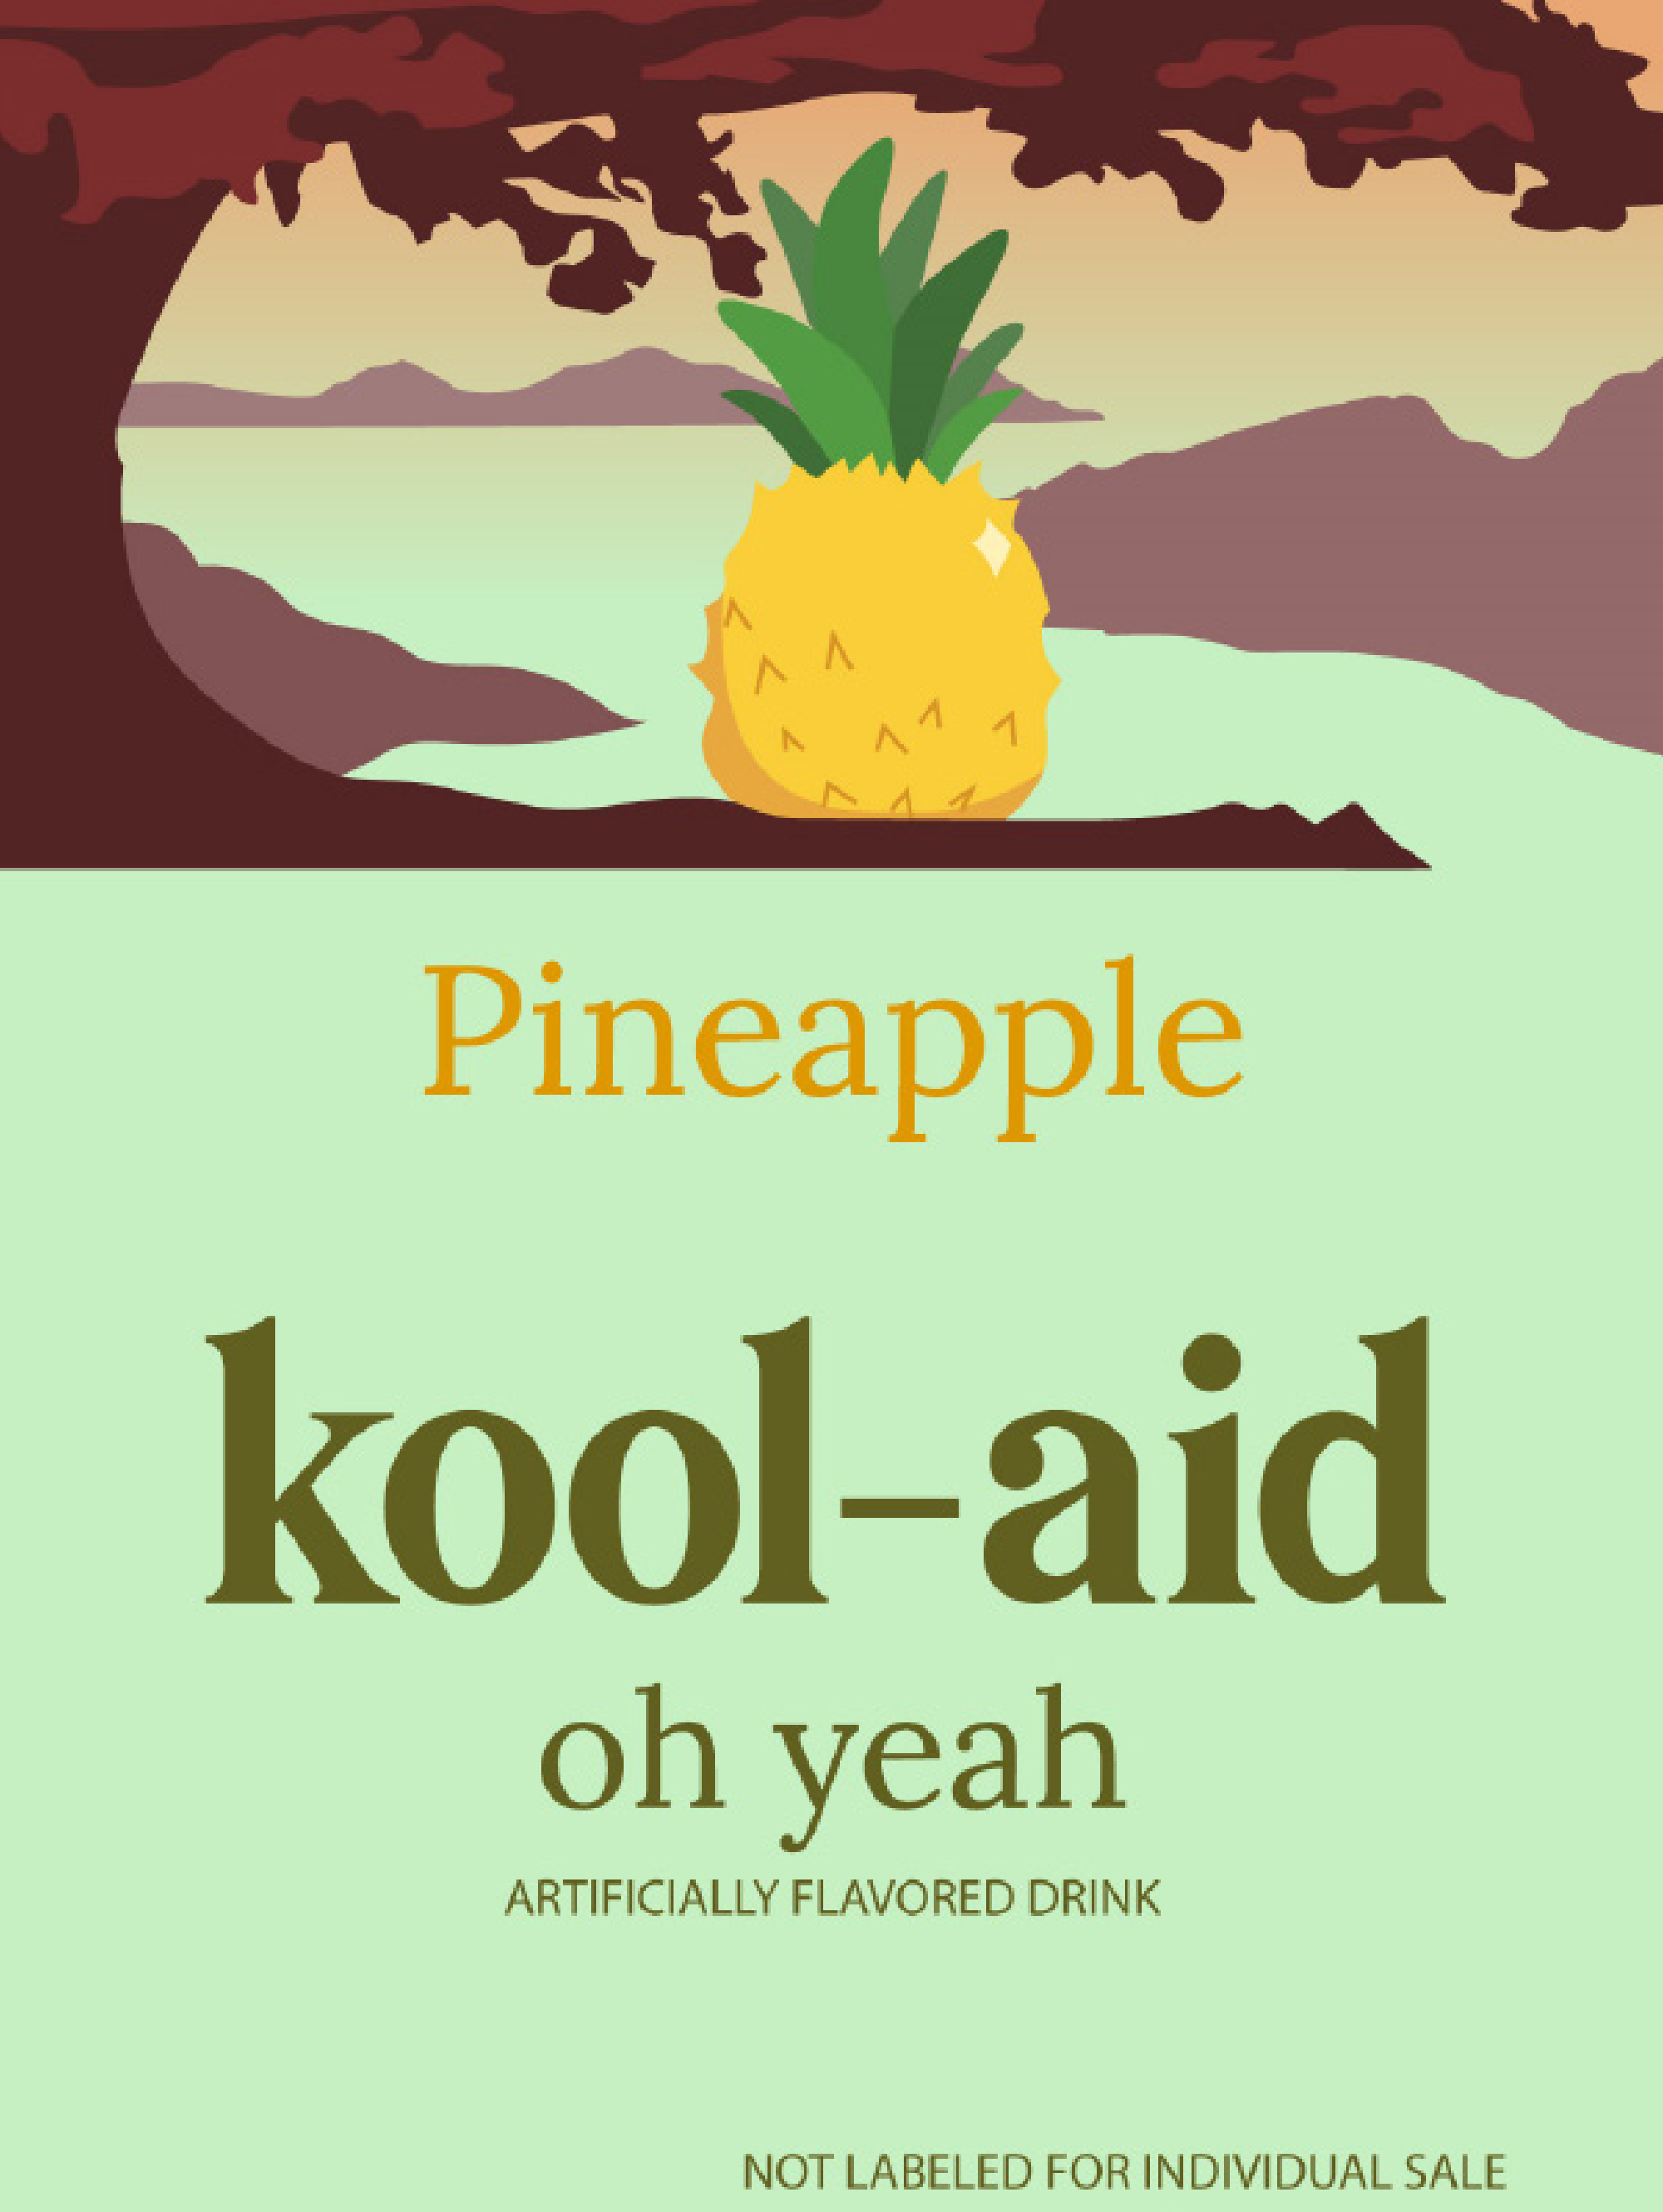 Pineapple
kool-aid
oh yeah
ARTIFICIALLY FLAVORED DRINK
NOT LABELED FOR INDIVIDUAL SALE